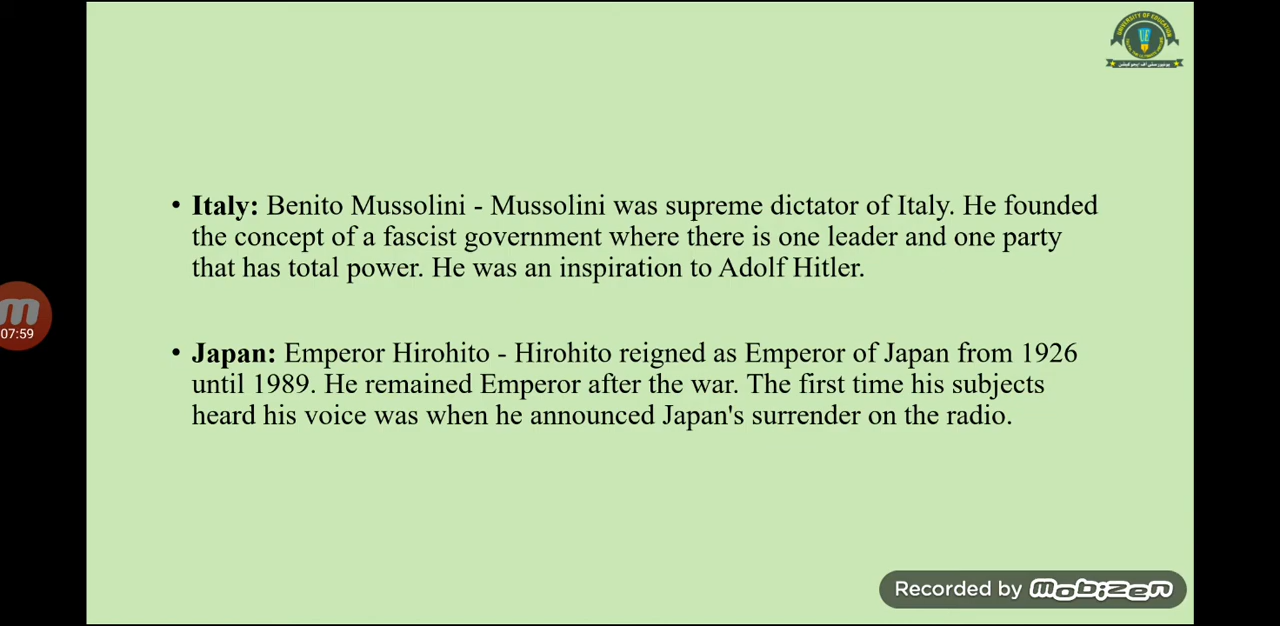 UNIVERSITY OF EDUCATION
• Italy: Benito Mussolini - Mussolini was supreme dictator of Italy. He founded
the concept of a fascist government where there is one leader and one party
that has total power. He was an inspiration to Adolf Hitler.
07:59
• Japan: Emperor Hirohito - Hirohito reigned as Emperor of Japan from 1926
until 1989. He remained Emperor after the war. The first time his subjects
heard his voice was when he announced Japan's surrender on the radio.
Recorded by mobizen